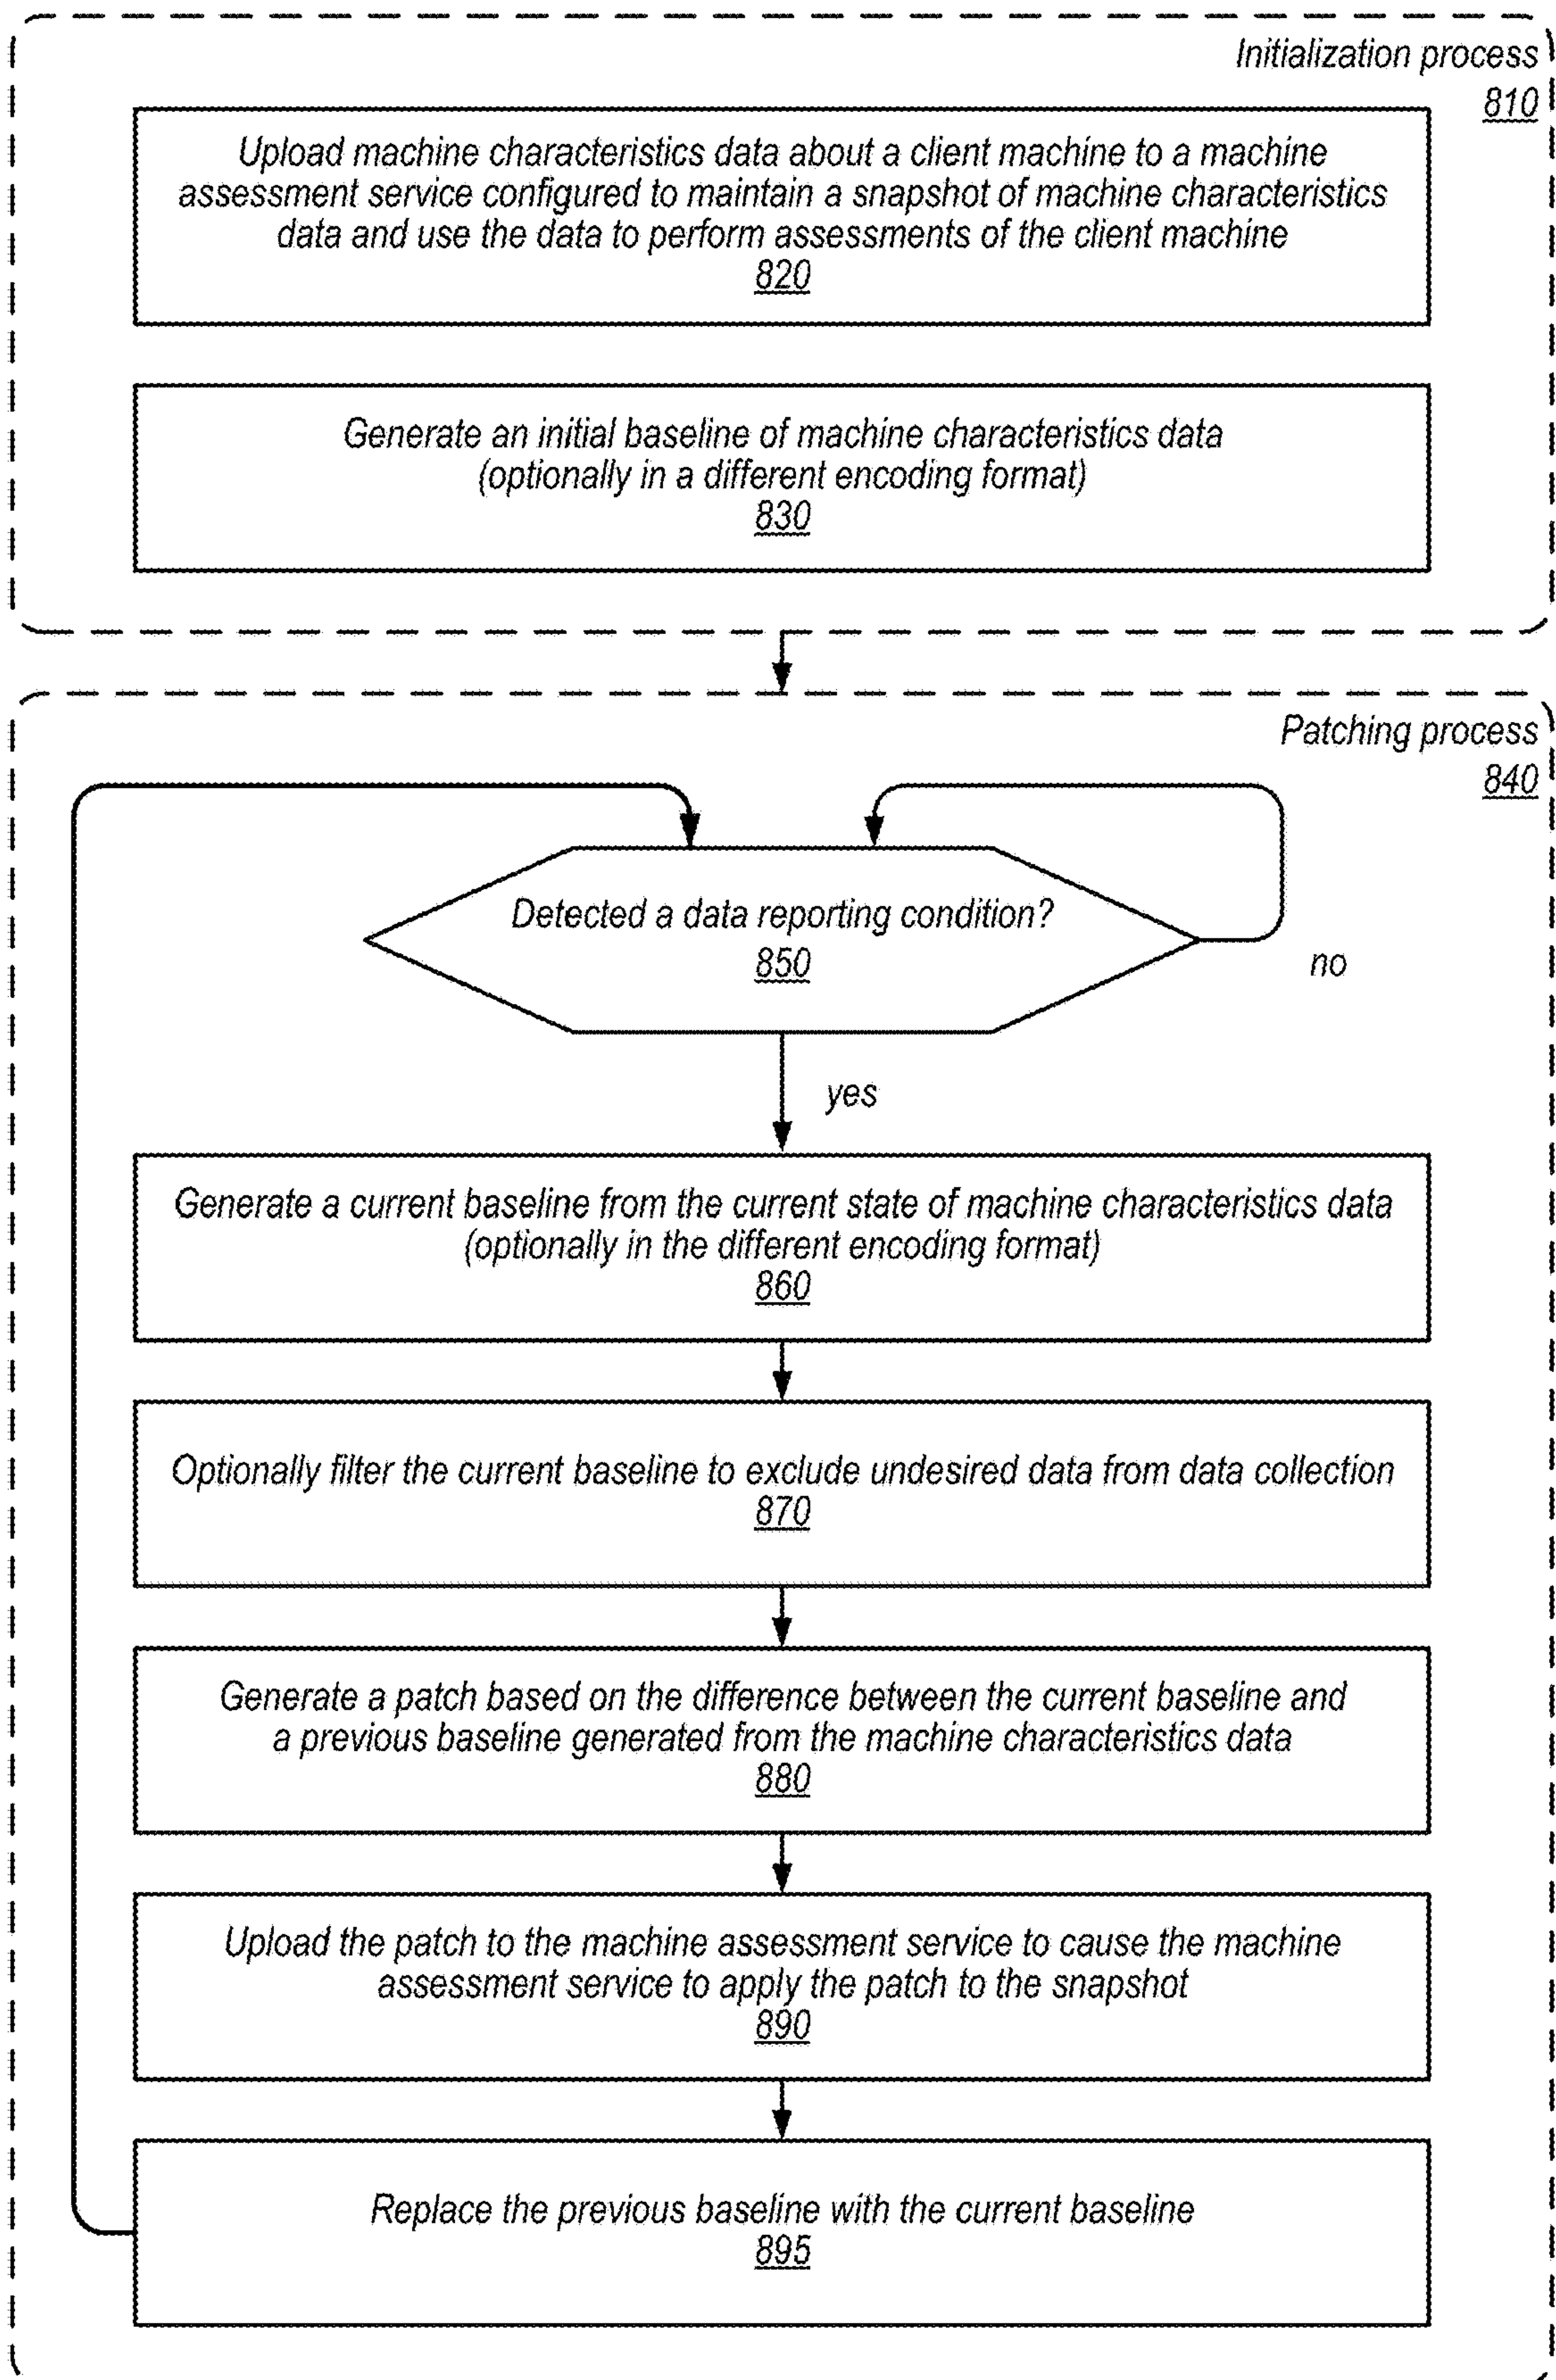 Initialization process
810
Upload machine characteristics data about a client machine to a machine
assessment service configured to maintain a snapshot of machine characteristics
data and use the data to perform assessments of the client machine
820
Generate an initial baseline of machine characteristics data
(optionally in a different encoding format)
830
Patching process
840
Detected a data reporting condition?
850
no
yes
Generate a current baseline from the current state of machine characteristics data
(optionally in the different encoding format)
860
Optionally filter the current baseline to exclude undesired data from data collection
870
Generate a patch based on the difference between the current baseline and
a previous baseline generated from the machine characteristics data
880
Upload the patch to the machine assessment service to cause the machine
assessment service to apply the patch to the snapshot
890
Replace the previous baseline with the current baseline
895